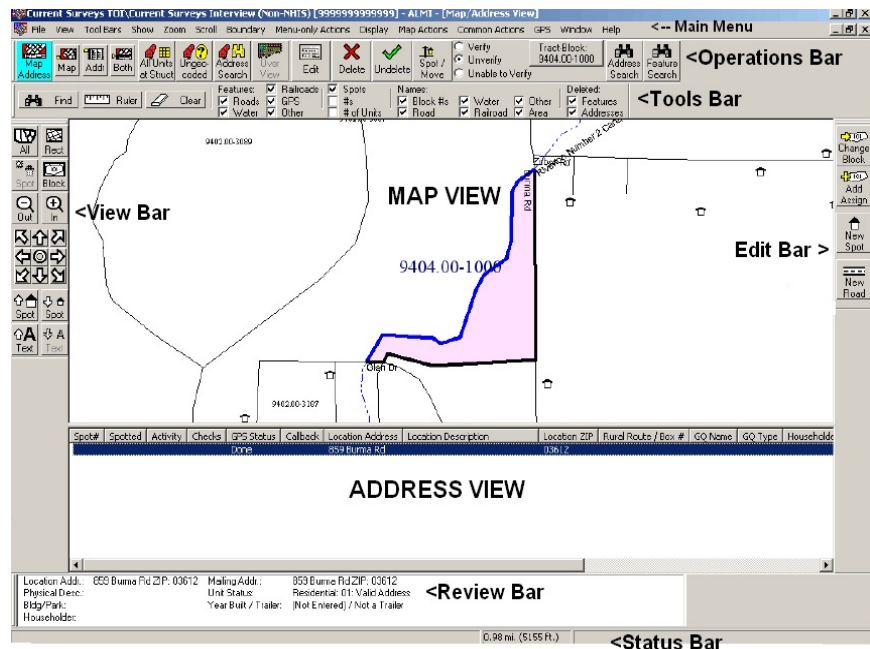 Current Surveys TOI\Current Surveys Interview (Non-NHIS) [9999999999999] - ALMI - [Map/Address View]
File View Tool Bars Show Zoom Scroll Boundary Menu-only Actions Display Map Actions Common Actions GPS Window Help <-- Main Menu
Map Address
Map
Addr
Both
All Units at Struct
Ungeo-coded
Address Search
Over View
Edit
Delete
Undelete
Spot / Move
Verify
Unverify
Unable to Verify
Tract Block:
9404.00-1000
Address Search
Feature Search
<Operations Bar
Find
Ruler
Clear
Features: Railroads Spots Names: Deleted:
Roads GPS #s Block #s Water Other Features
Water Other # of Units Road Railroad Area Addresses
<Tools Bar
All
Rect
Spot
Block
Out
In
Spot
Spot
Text
Text
<View Bar
9402.00-3089
MAP VIEW
9404.00-1000
Burma Rd
Number 2 Canal
Olen Dr
9402.00-3087
Edit Bar >
Change Block
Add Assign
New Spot
New Road
Spot# Spotted Activity Checks GPS Status Callback Location Address Location Description Location ZIP Rural Route / Box # GQ Name GQ Type Householde
Done 859 Burma Rd 03612
ADDRESS VIEW
Location Addr.: 859 Burma Rd ZIP: 03612 Mailing Addr.: 859 Burma Rd ZIP: 03612
Physical Desc.: Unit Status: Residential: 01: Valid Address
Bldg/Park: Year Built / Trailer: (Not Entered) / Not a Trailer
Householder:
<Review Bar
0.98 mi. (5155 ft.)
<Status Bar